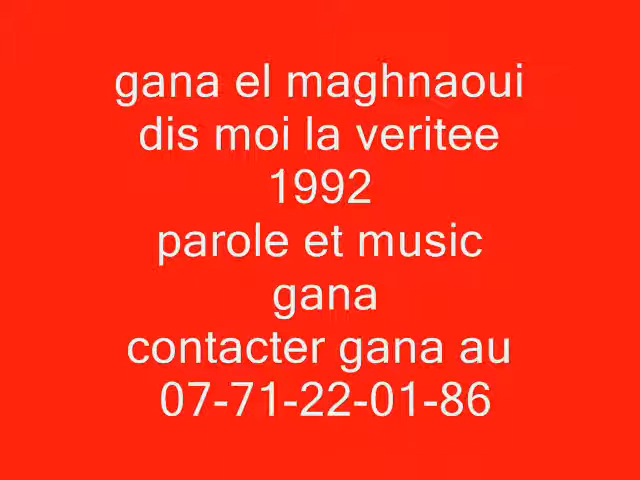 gana el maghnaoui
dis moi la veritee
1992
parole et music
gana
contacter gana au
07-71-22-01-86